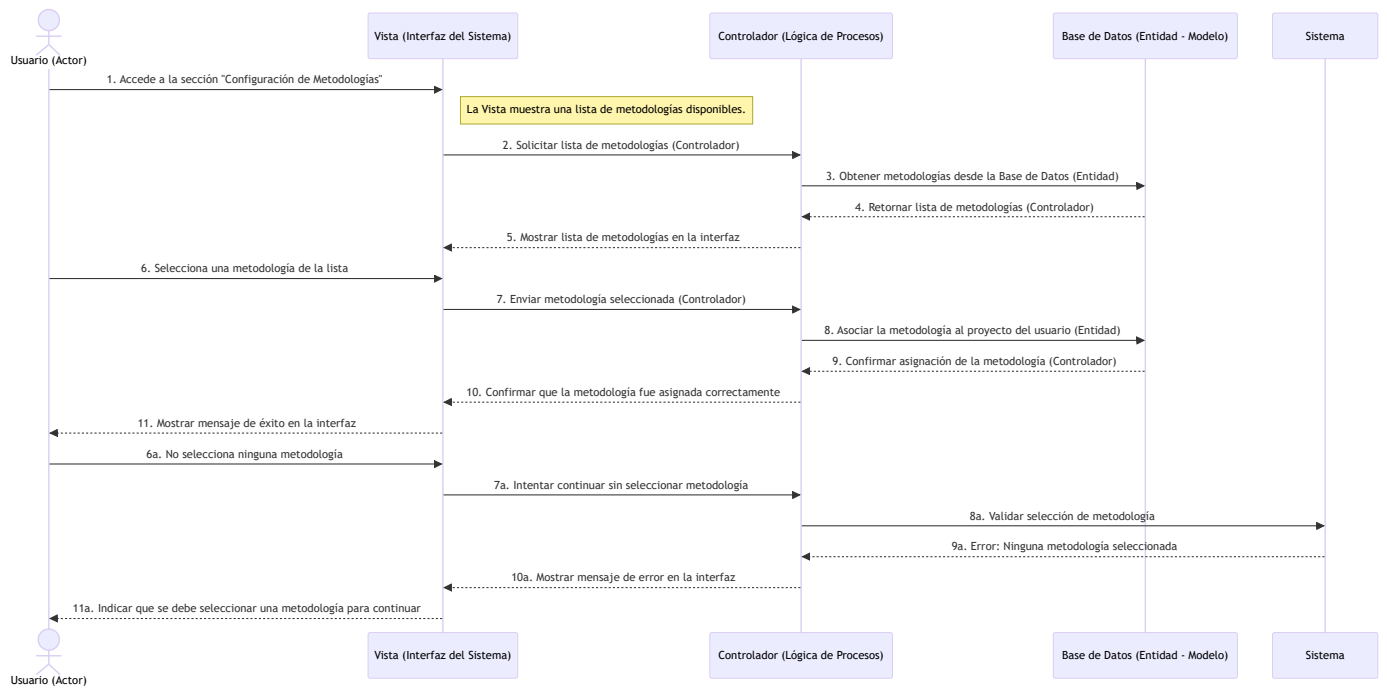 Vista (Interfaz del Sistema)
Controlador (Lógica de Procesos)
Base de Datos (Entidad - Modelo)
Sistema
Usuario (Actor)
1. Accede a la sección "Configuración de Metodologías"
La Vista muestra una lista de metodologías disponibles.
2. Solicitar lista de metodologías (Controlador)
3. Obtener metodologías desde la Base de Datos (Entidad)
4. Retornar lista de metodologías (Controlador)
5. Mostrar lista de metodologías en la interfaz
6. Selecciona una metodología de la lista
7. Enviar metodología seleccionada (Controlador)
8. Asociar la metodología al proyecto del usuario (Entidad)
9. Confirmar asignación de la metodología (Controlador)
10. Confirmar que la metodología fue asignada correctamente
11. Mostrar mensaje de éxito en la interfaz
6a. No selecciona ninguna metodología
7a. Intentar continuar sin seleccionar metodología
8a. Validar selección de metodología
9a. Error: Ninguna metodología seleccionada
10a. Mostrar mensaje de error en la interfaz
11a. Indicar que se debe seleccionar una metodología para continuar
Vista (Interfaz del Sistema)
Controlador (Lógica de Procesos)
Base de Datos (Entidad - Modelo)
Sistema
Usuario (Actor)